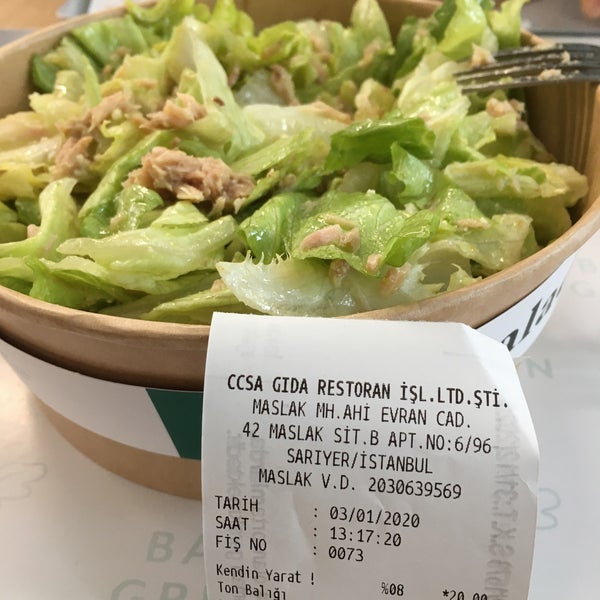 CCSA GIDA RESTORAN İŞL.LTD.ŞTİ.
MASLAK MH.AHİ EVRAN CAD.
42 MASLAK SİT.B APT.NO:6/96
SARIYER/İSTANBUL
MASLAK V.D. 2030639569
TARİH : 03/01/2020
SAAT : 13:17:20
FİŞ NO : 0073
Kendin Yarat ! %08 *20,00
Ton Balığı